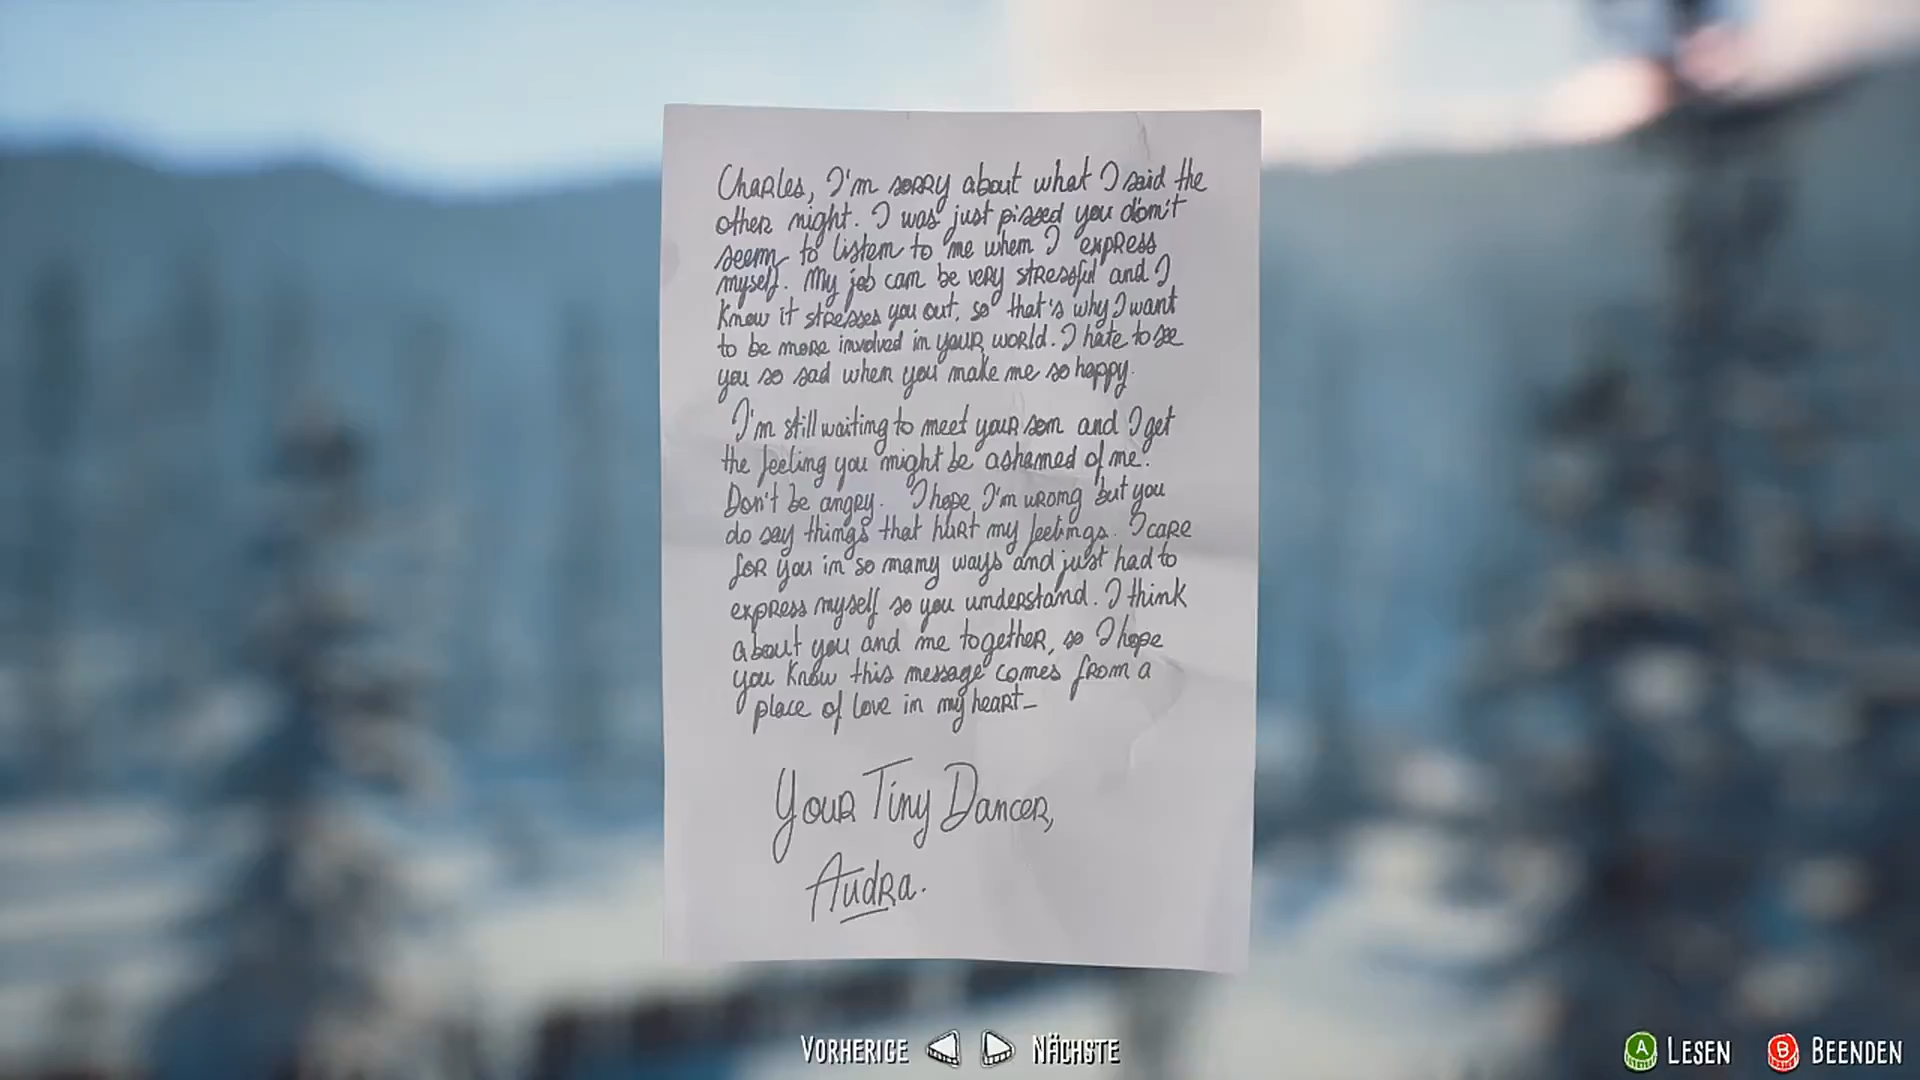 Charles, I'm sorry about what I said the
other night. I was just pissed you don't
seem to listen to me when I express
myself. My job can be very stressful and I
know it stresses you out, so that's why I want
to be more involved in your world. I hate to see
you so sad when you make me so happy.
I'm still waiting to meet your son and I get
the feeling you might be ashamed of me.
Don't be angry. I hope I'm wrong but you
do say things that hurt my feelings. I care
for you in so many ways and just had to
express myself so you understand. I think
about you and me together, so I hope
you know this message comes from a
place of love in my heart_
Your Tiny Dancer,
Audra.
Vorherige Nächste
A Lesen B Beenden